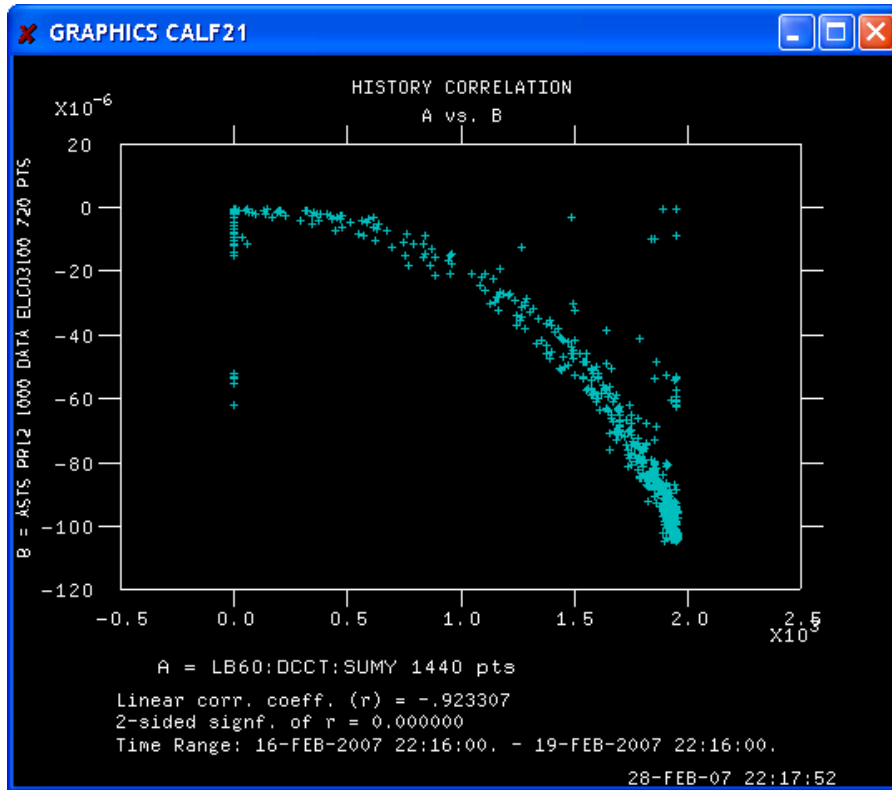 GRAPHICS CALF21
HISTORY CORRELATION
A vs. B
X10-6
20
0
-20
-40
-60
-80
-100
-120
B = ASTS PR12 1000 DATA ELC03100 720 PTS
-0.5 0.0 0.5 1.0 1.5 2.0 2.5
X103
A = LB60:DCCT:SUMY 1440 pts
Linear corr. coeff. (r) = -.923307
2-sided signf. of r = 0.000000
Time Range: 16-FEB-2007 22:16:00. - 19-FEB-2007 22:16:00.
28-FEB-07 22:17:52